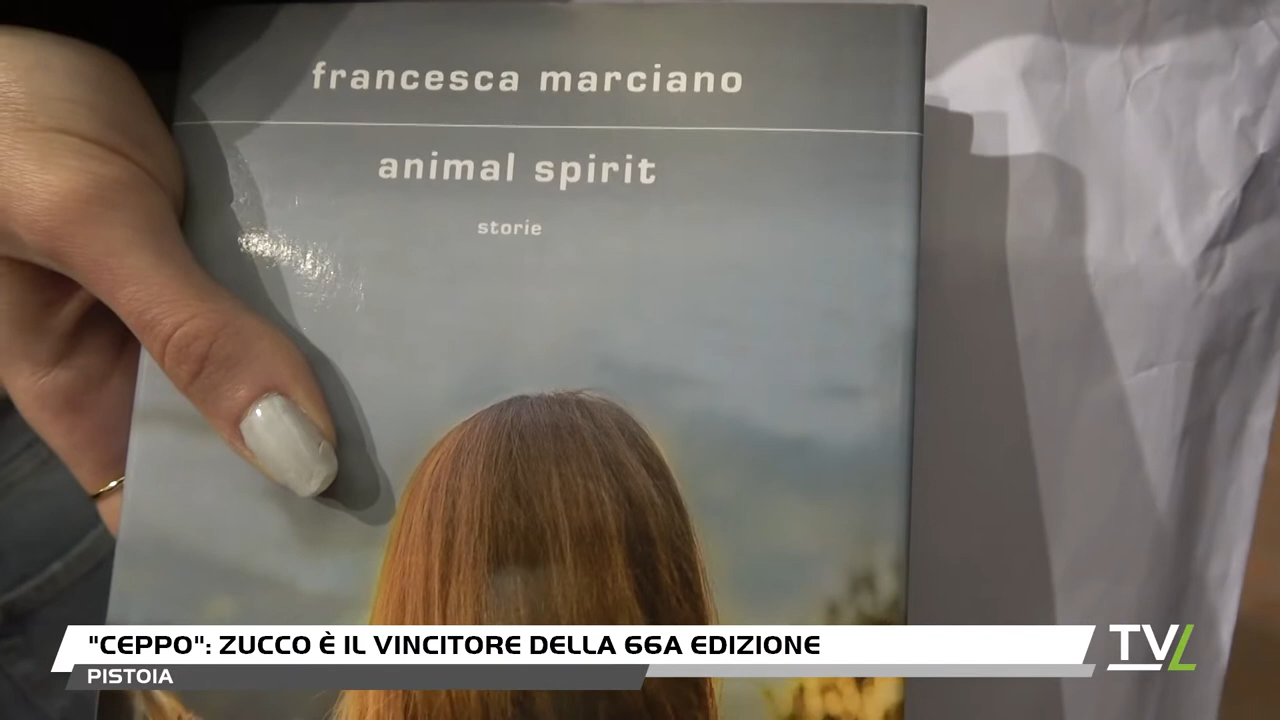 francesca marciano
animal spirit
storie
"CEPPO": ZUCCO È IL VINCITORE DELLA 66A EDIZIONE
PISTOIA
TVL